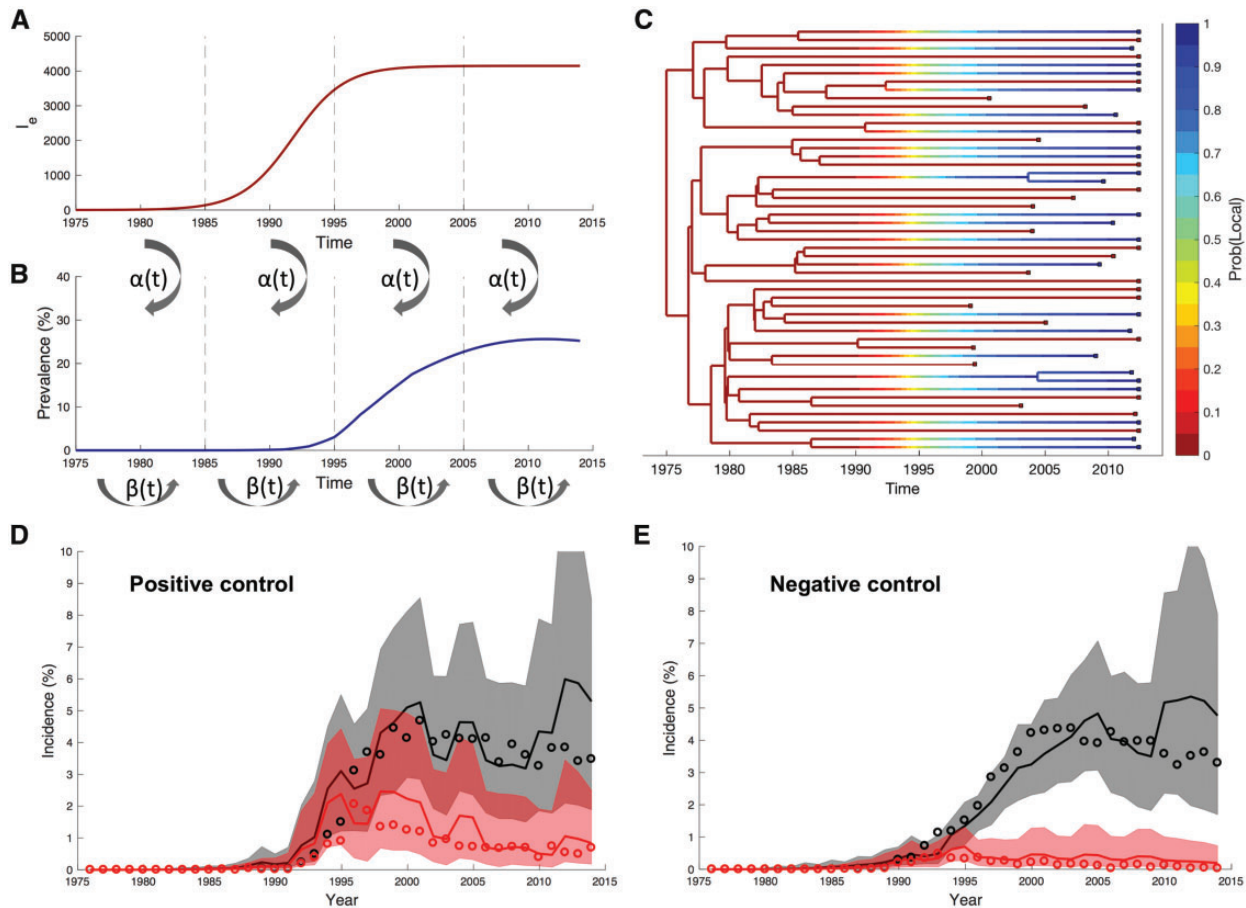 A
5000
4000
3000
2000
1000
0
I_e
1975 1980 1985 1990 1995 2000 2005 2010 2015
Time
α(t) α(t) α(t) α(t)
B
40
30
20
10
0
Prevalence (%)
1975 1980 1985 1990 1995 2000 2005 2010 2015
Time
β(t) β(t) β(t) β(t)
C
1975 1980 1985 1990 1995 2000 2005 2010
Time
1
0.9
0.8
0.7
0.6
0.5
0.4
0.3
0.2
0.1
0
Prob(Local)
D
Positive control
10
9
8
7
6
5
4
3
2
1
0
Incidence (%)
1975 1980 1985 1990 1995 2000 2005 2010 2015
Year
E
Negative control
10
9
8
7
6
5
4
3
2
1
0
Incidence (%)
1975 1980 1985 1990 1995 2000 2005 2010 2015
Year